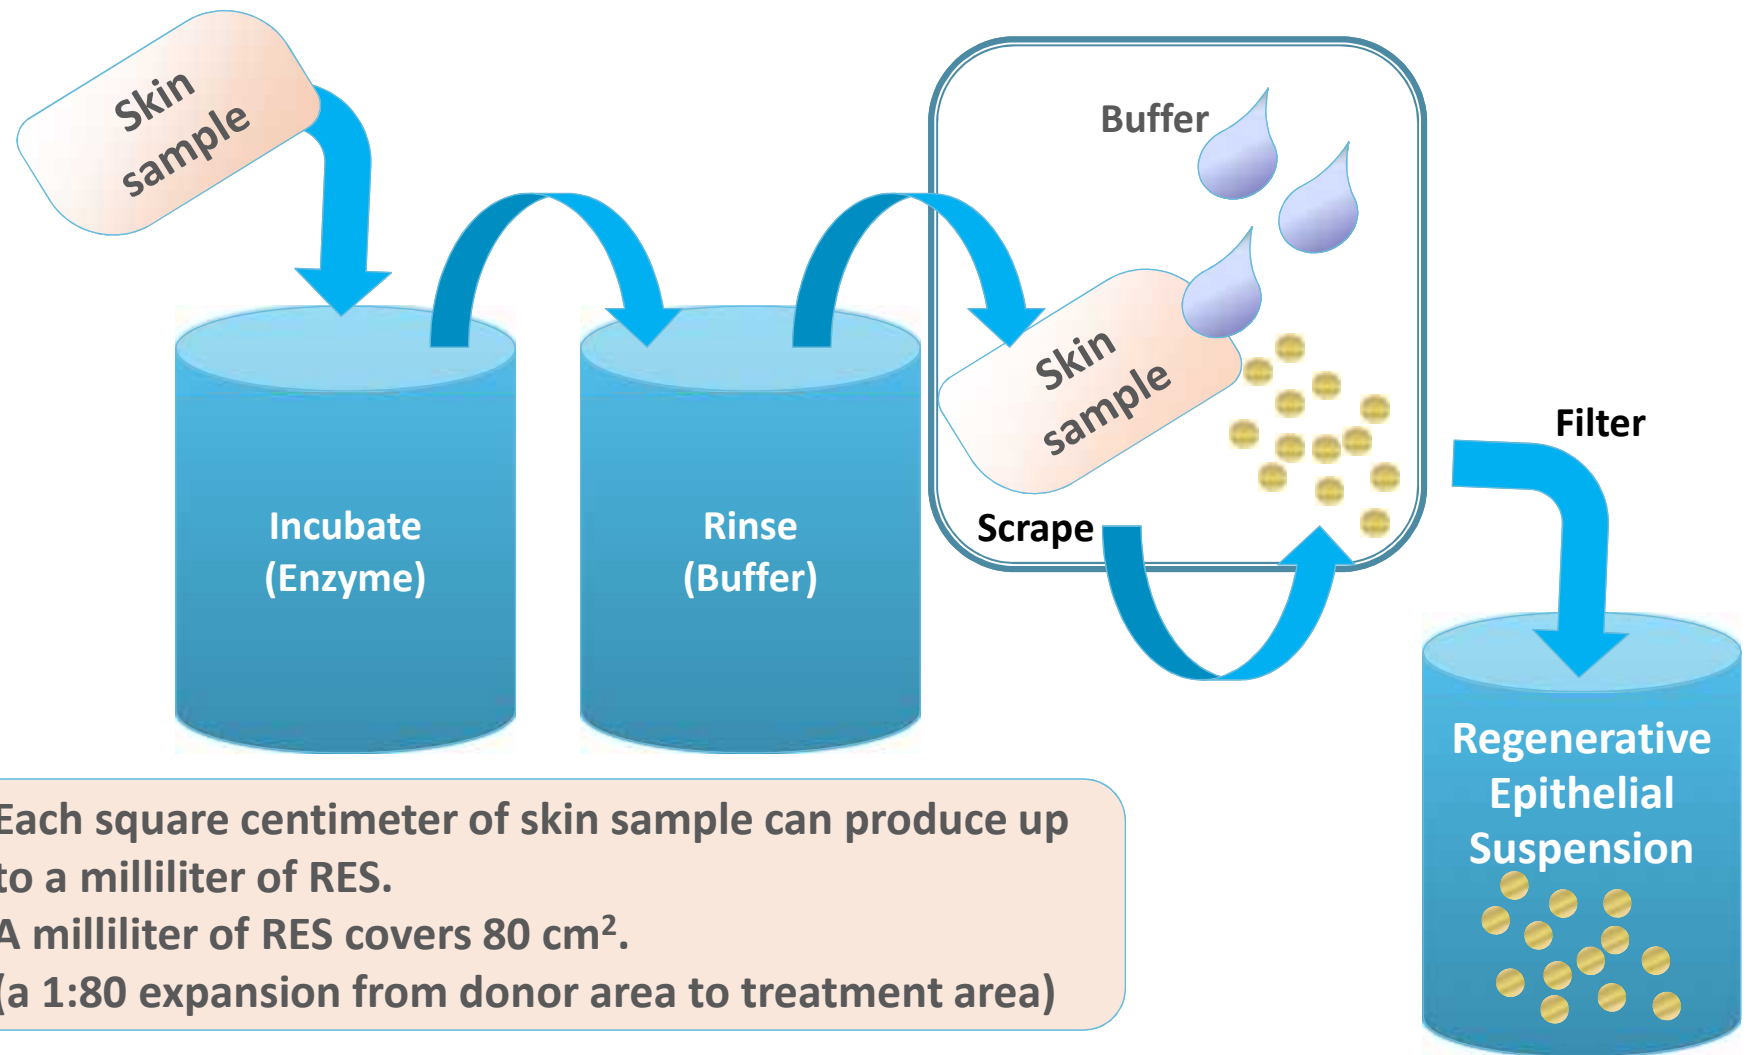 Skin
sample
Buffer
Skin
sample
Filter
Scrape
Incubate
(Enzyme)
Rinse
(Buffer)
Regenerative
Epithelial
Suspension
Each square centimeter of skin sample can produce up
to a milliliter of RES.
A milliliter of RES covers 80 cm².
(a 1:80 expansion from donor area to treatment area)